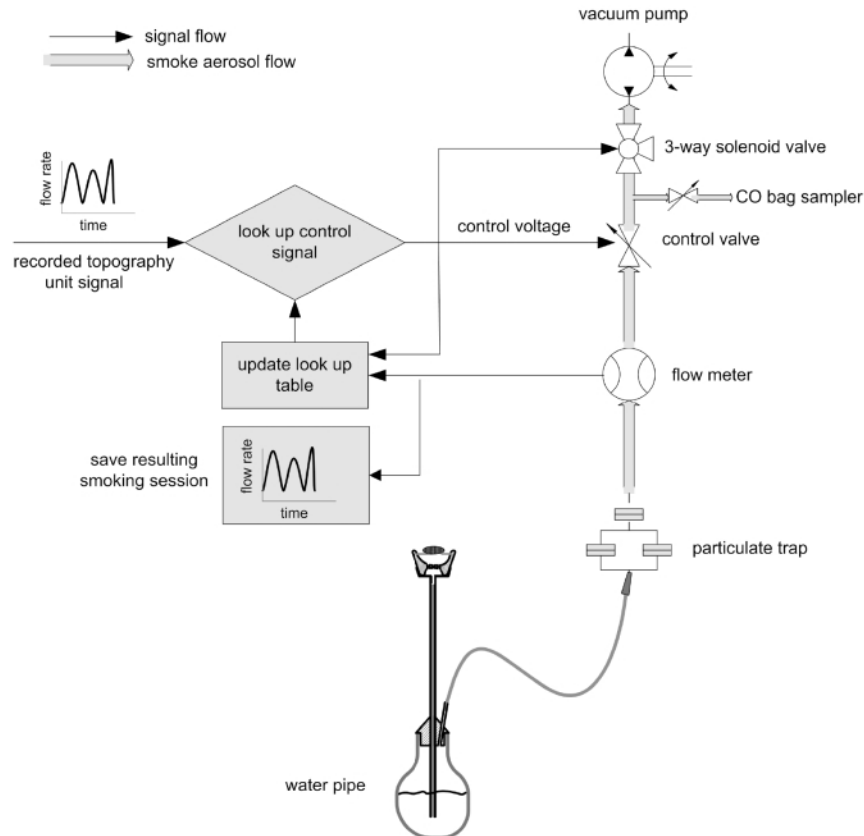 vacuum pump
signal flow
smoke aerosol flow
3-way solenoid valve
flow rate
time
look up control
signal
control voltage
CO bag sampler
control valve
recorded topography
unit signal
update look up
table
flow meter
save resulting
smoking session
flow rate
time
particulate trap
water pipe